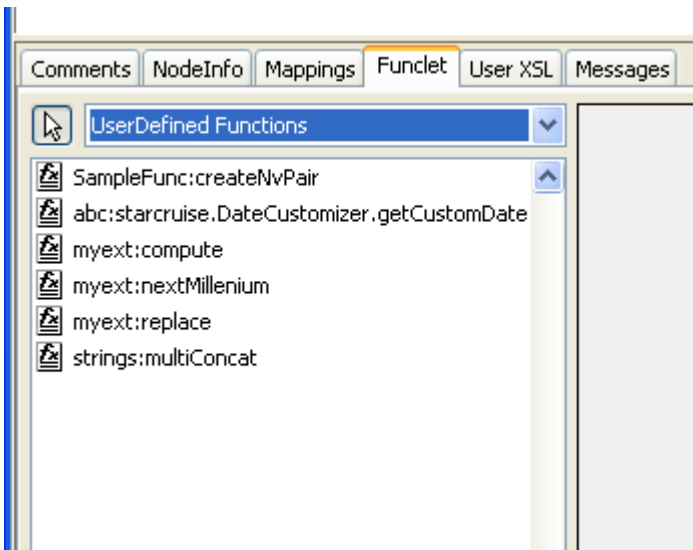 Comments NodeInfo Mappings Funclet User XSL Messages
UserDefined Functions
SampleFunc:createNvPair
abc:starcruise.DateCustomizer.getCustomDate
myext:compute
myext:nextMillenium
myext:replace
strings:multiConcat